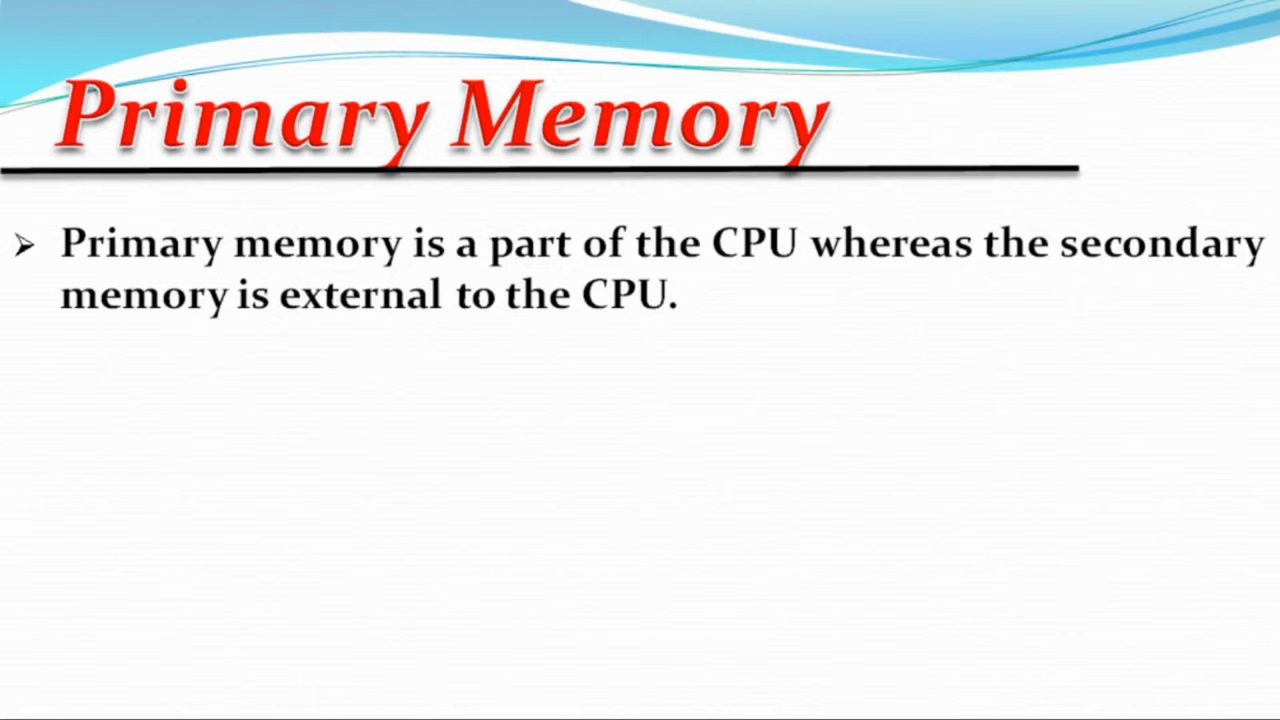 Primary Memory
➢ Primary memory is a part of the CPU whereas the secondary
memory is external to the CPU.